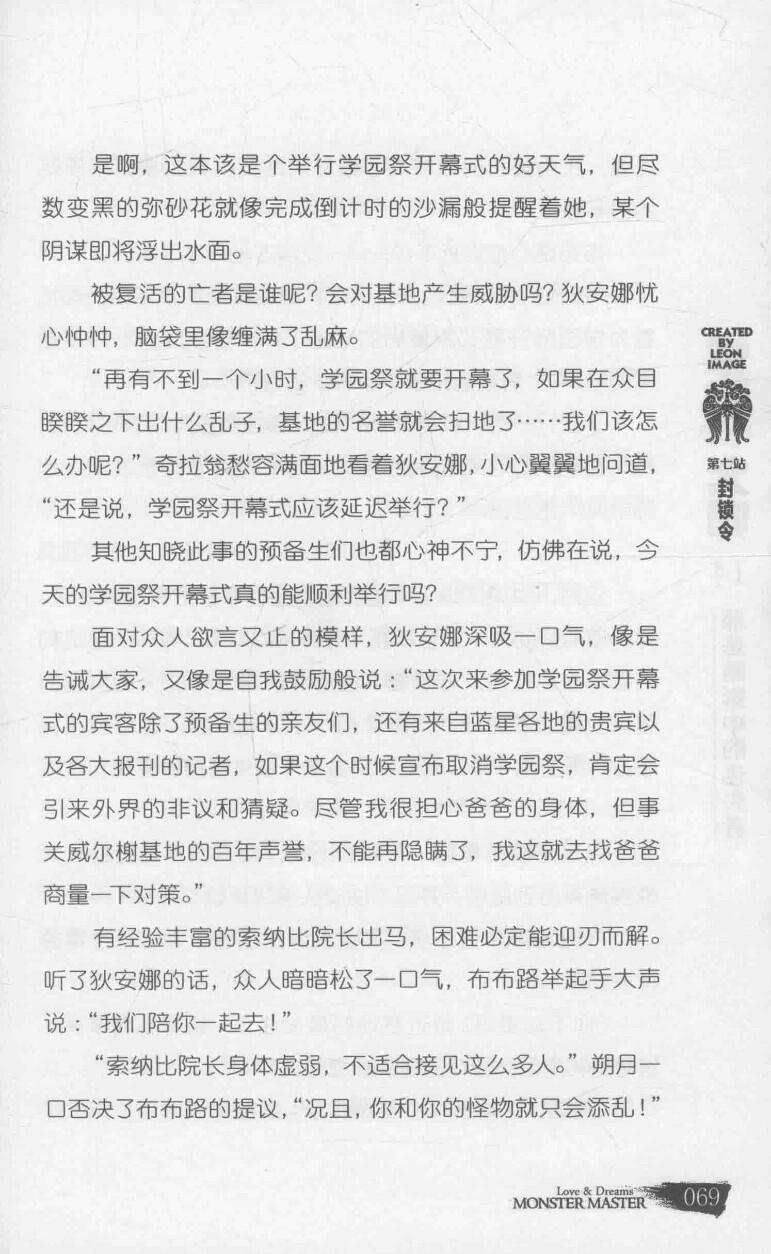 是啊，这本该是个举行学园祭开幕式的好天气，但尽
数变黑的弥砂花就像完成倒计时的沙漏般提醒着她，某个
阴谋即将浮出水面。
被复活的亡者是谁呢？会对基地产生威胁吗？狄安娜忧
心忡忡，脑袋里像缠满了乱麻。
“再有不到一个小时，学园祭就要开幕了，如果在众目
睽睽之下出什么乱子，基地的名誉就会扫地了……我们该怎
么办呢？”奇拉翁愁容满面地看着狄安娜，小心翼翼地问道，
“还是说，学园祭开幕式应该延迟举行？”
其他知晓此事的预备生们也都心神不宁，仿佛在说，今
天的学园祭开幕式真的能顺利举行吗？
面对众人欲言又止的模样，狄安娜深吸一口气，像是
告诫大家，又像是自我鼓励般说：“这次来参加学园祭开幕
式的宾客除了预备生的亲友们，还有来自蓝星各地的贵宾以
及各大报刊的记者，如果这个时候宣布取消学园祭，肯定会
引来外界的非议和猜疑。尽管我很担心爸爸的身体，但事
关威尔榭基地的百年声誉，不能再隐瞒了，我这就去找爸爸
商量一下对策。”
有经验丰富的索纳比院长出马，困难必定能迎刃而解。
听了狄安娜的话，众人暗暗松了一口气，布布路举起手大声
说：“我们陪你一起去！”
“索纳比院长身体虚弱，不适合接见这么多人。”朔月一
口否决了布布路的提议，“况且，你和你的怪物就只会添乱！”
CREATED
BY
LEON
IMAGE
第七站
封锁令
Love & Dreams
MONSTER MASTER
069